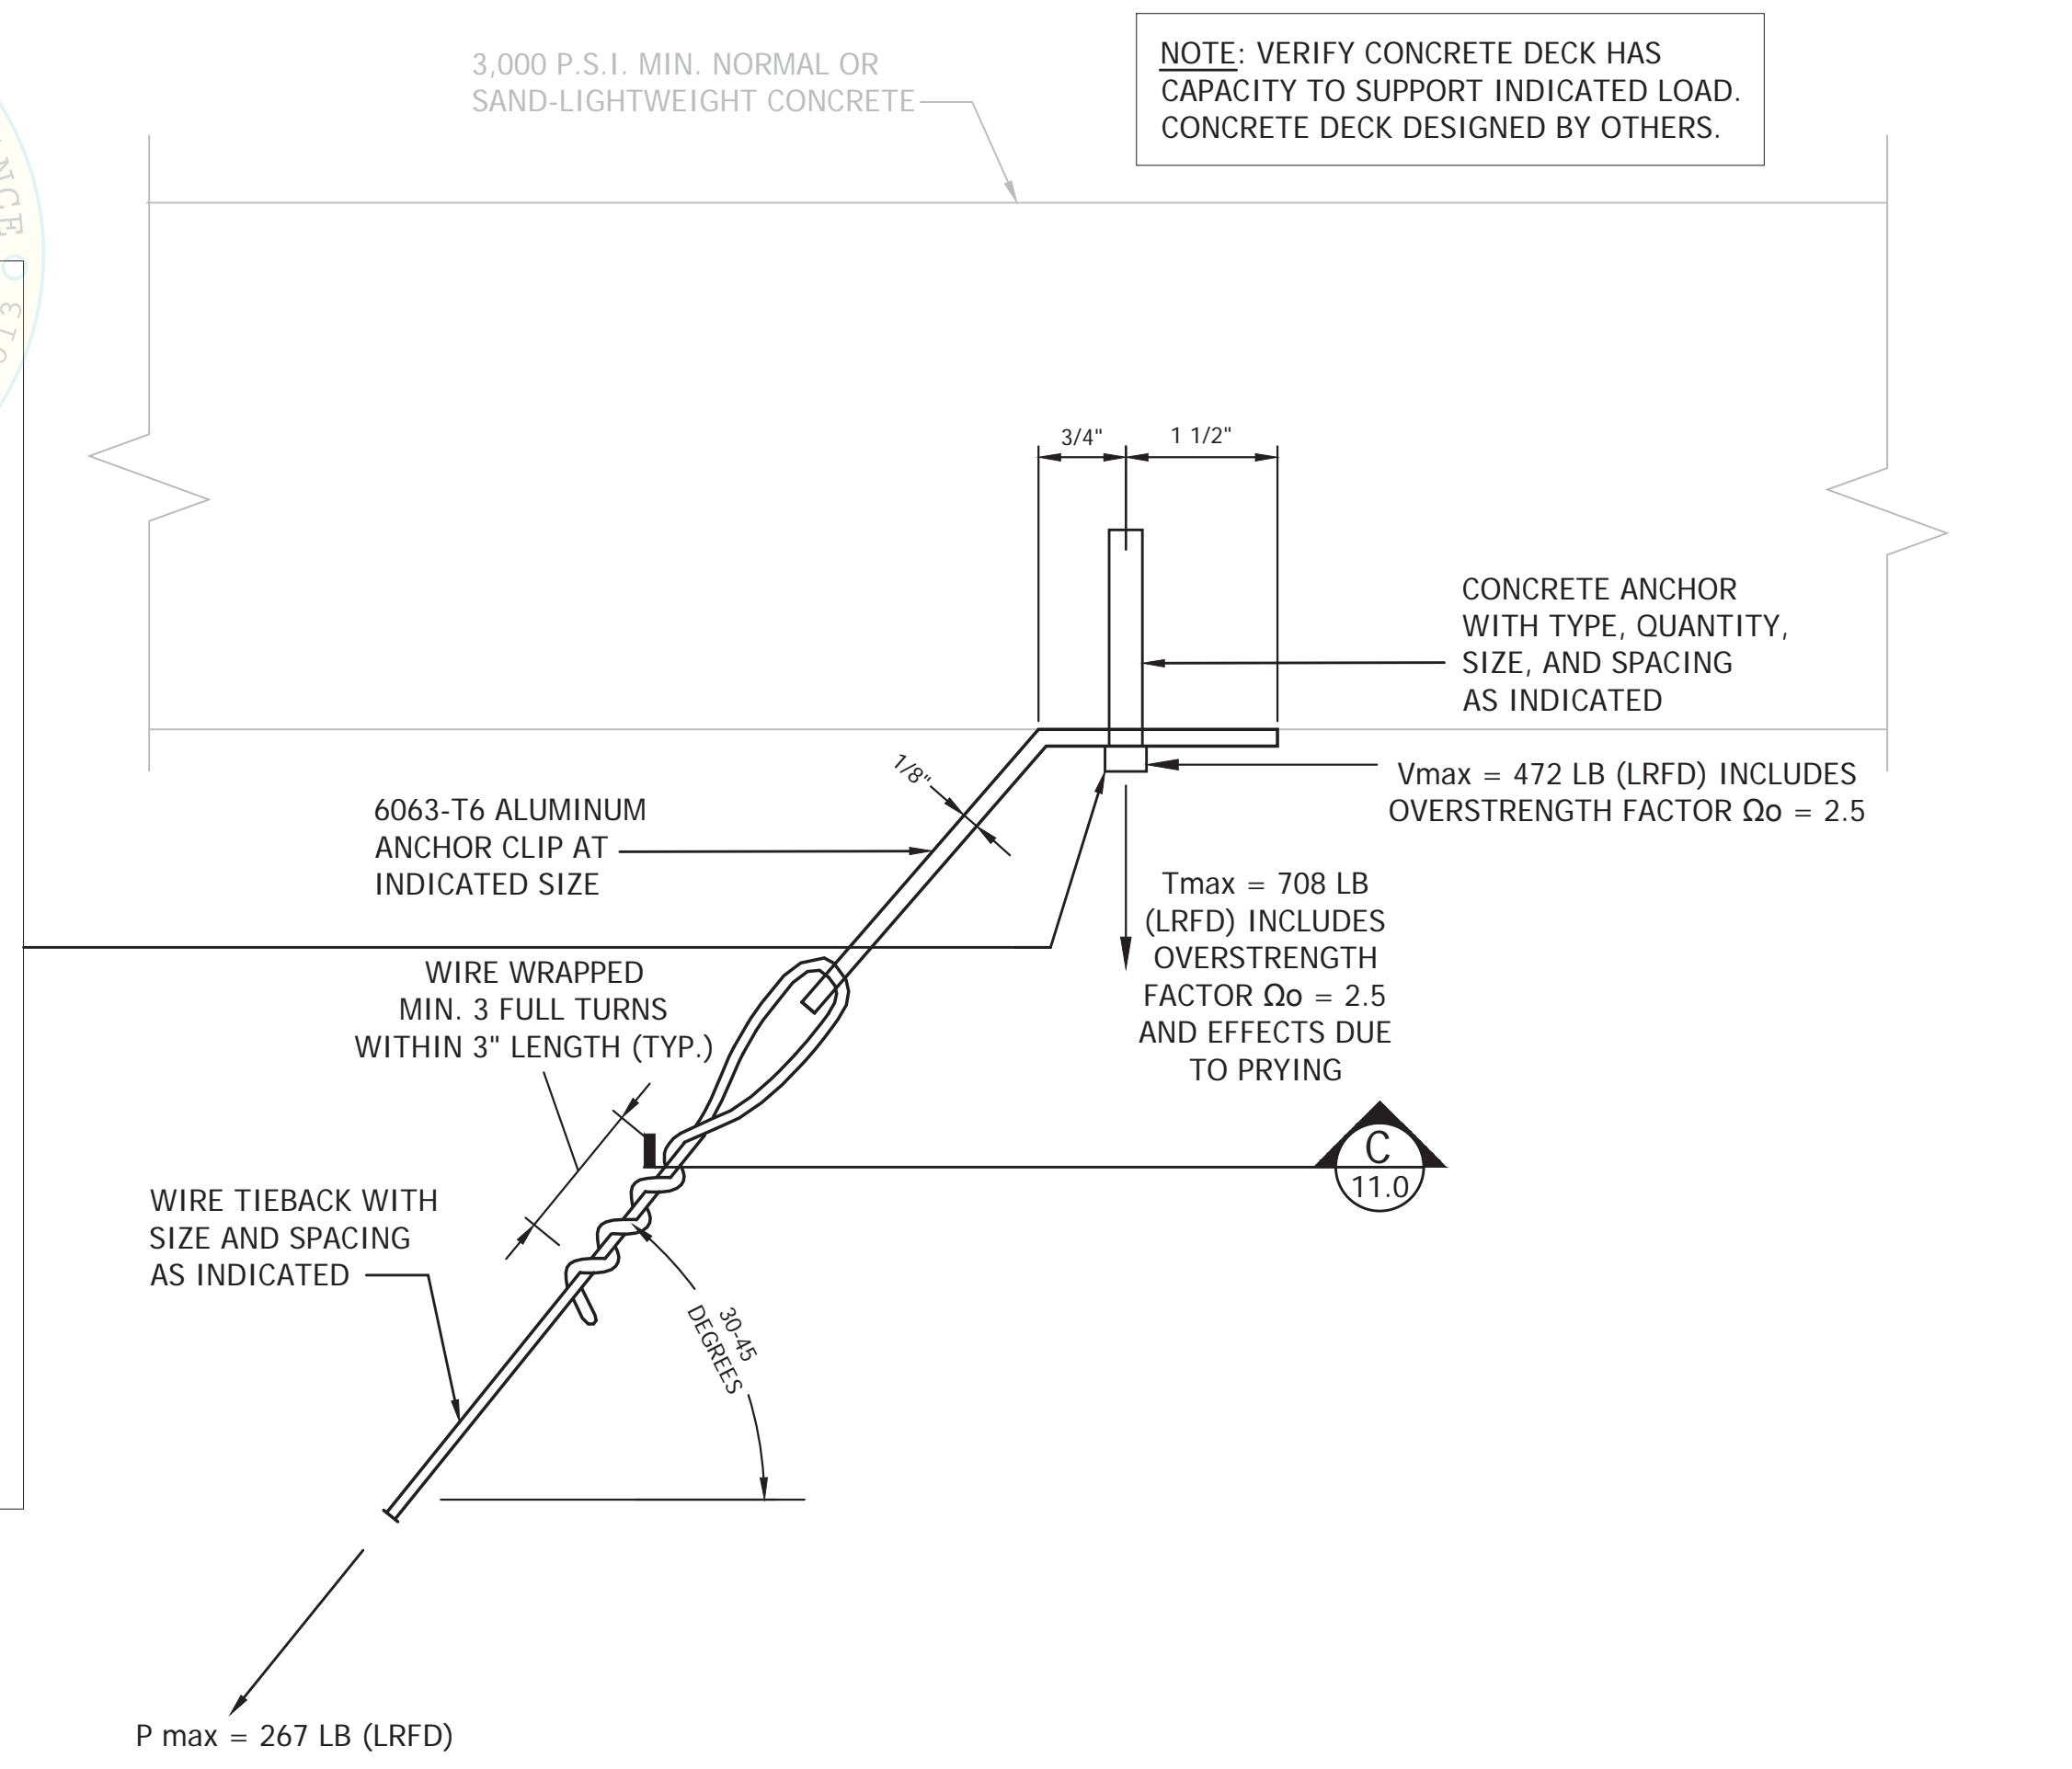 3,000 P.S.I. MIN. NORMAL OR
SAND-LIGHTWEIGHT CONCRETE
NOTE: VERIFY CONCRETE DECK HAS
CAPACITY TO SUPPORT INDICATED LOAD.
CONCRETE DECK DESIGNED BY OTHERS.
3/4"
1 1/2"
CONCRETE ANCHOR
WITH TYPE, QUANTITY,
SIZE, AND SPACING
AS INDICATED
1/8"
Vmax = 472 LB (LRFD) INCLUDES
OVERSTRENGTH FACTOR Ωo = 2.5
6063-T6 ALUMINUM
ANCHOR CLIP AT
INDICATED SIZE
Tmax = 708 LB
(LRFD) INCLUDES
OVERSTRENGTH
FACTOR Ωo = 2.5
AND EFFECTS DUE
TO PRYING
WIRE WRAPPED
MIN. 3 FULL TURNS
WITHIN 3" LENGTH (TYP.)
C
11.0
WIRE TIEBACK WITH
SIZE AND SPACING
AS INDICATED
30-45
DEGREES
P max = 267 LB (LRFD)